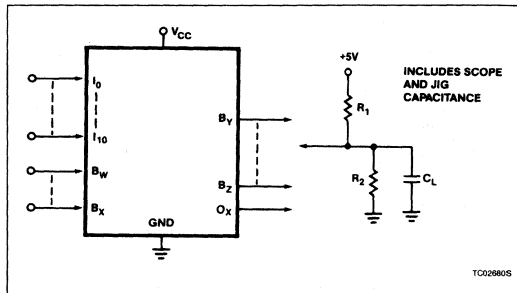 VCC
+5V
INCLUDES SCOPE
AND JIG
CAPACITANCE
I0
R1
BY
I10
BW
R2
CL
BZ
BX
OX
GND
TC02680S